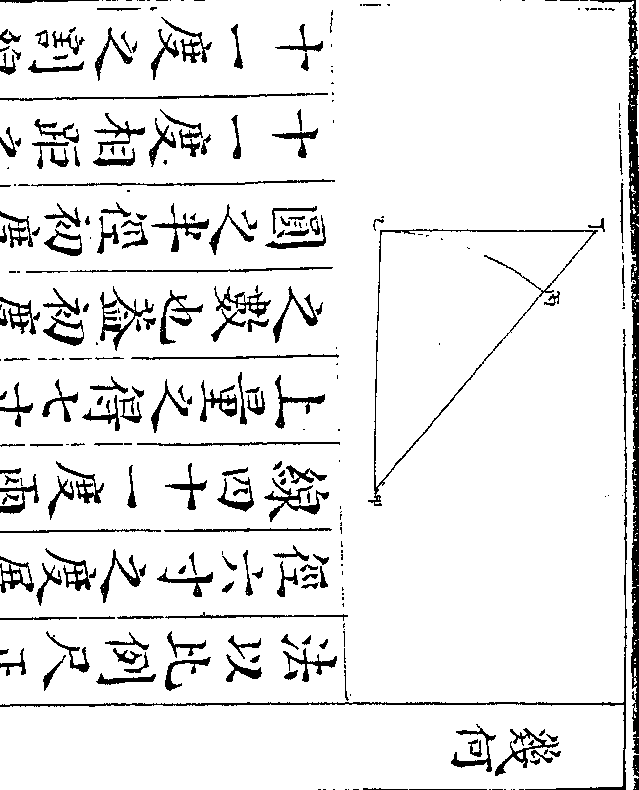 幾何
法以比例尺正
徑六寸之度展
線四十一度兩
上量之得七寸
之數也蓋初度
圓之半徑初度
十一度相距之
十一度之割線
丁
丙
乙
甲